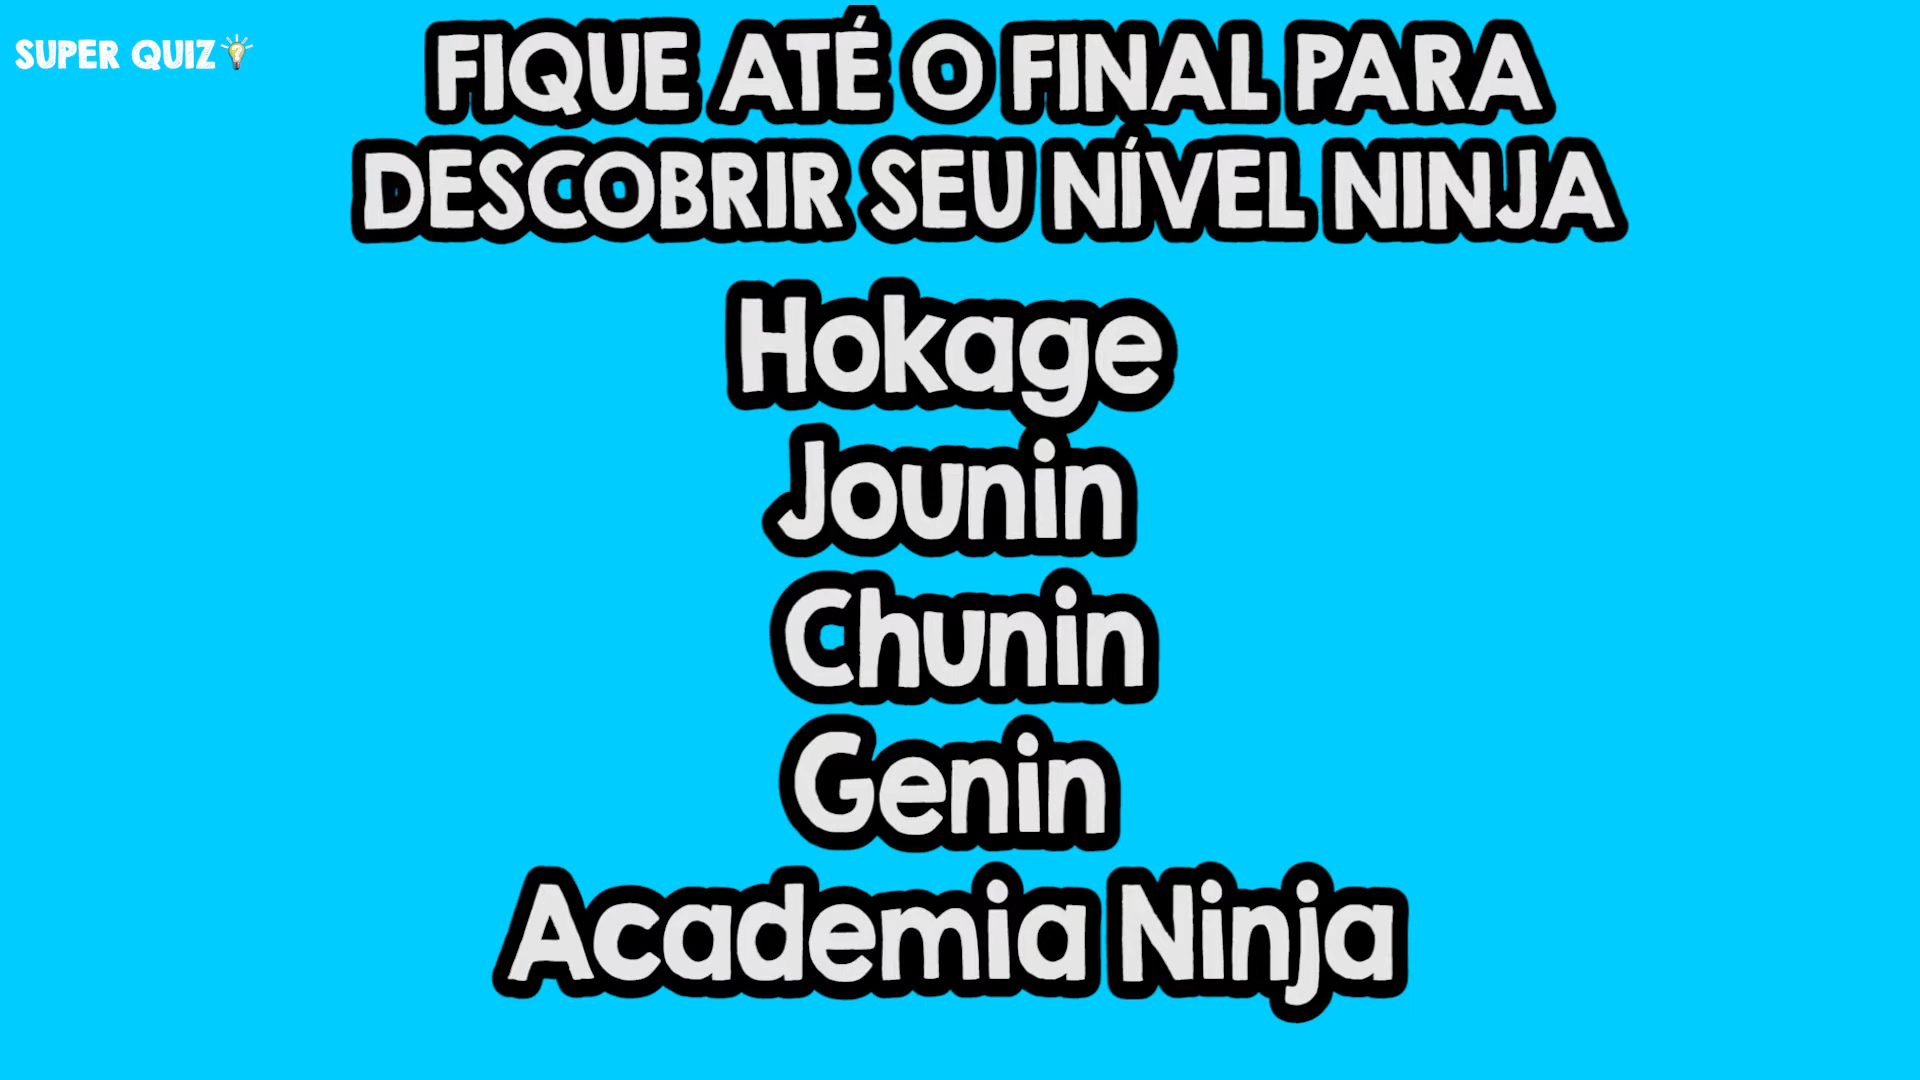 SUPER QUIZ
FIQUE ATÉ O FINAL PARA
DESCOBRIR SEU NÍVEL NINJA
Hokage
Jounin
Chunin
Genin
Academia Ninja